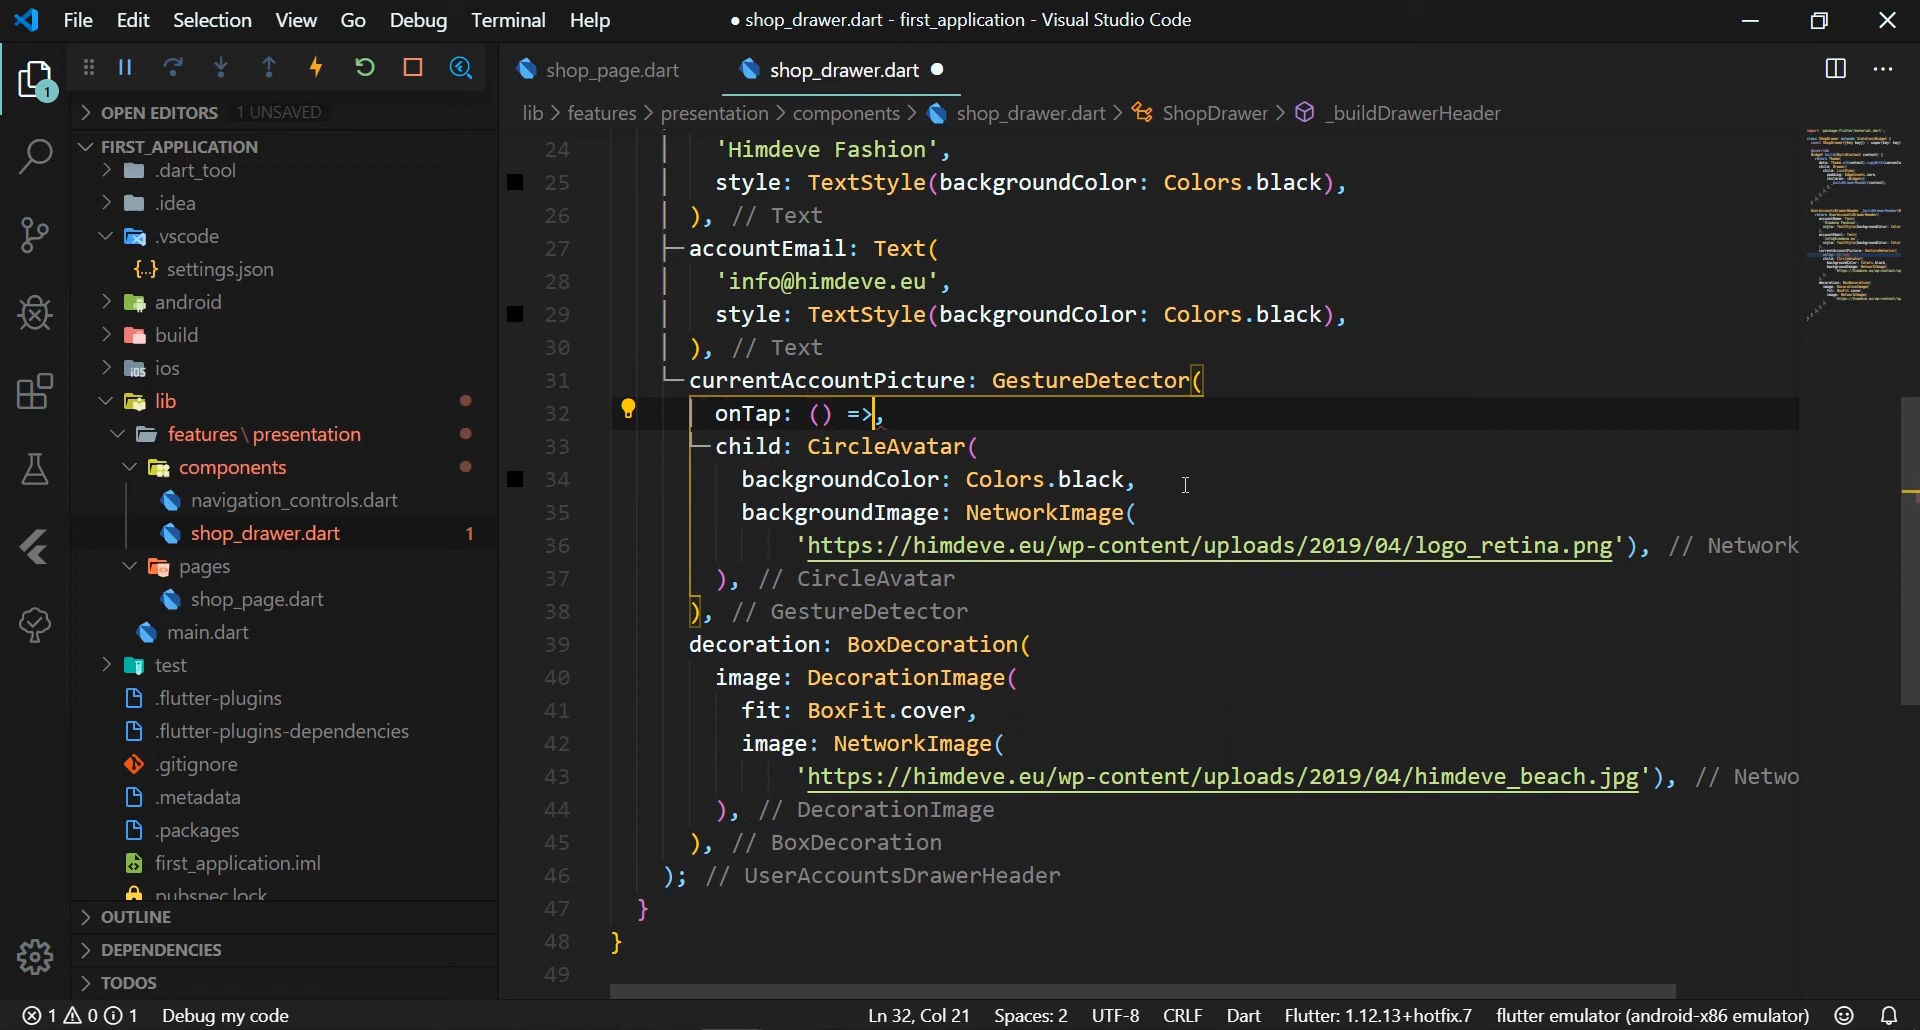 File Edit Selection View Go Debug Terminal Help
● shop_drawer.dart - first_application - Visual Studio Code
shop_page.dart
shop_drawer.dart ●
lib > features > presentation > components > shop_drawer.dart > ShopDrawer > _buildDrawerHeader
1
OPEN EDITORS 1 UNSAVED
FIRST_APPLICATION
.dart_tool
.idea
.vscode
settings.json
android
build
ios
lib
features \ presentation
components
navigation_controls.dart
shop_drawer.dart 1
pages
shop_page.dart
main.dart
test
.flutter-plugins
.flutter-plugins-dependencies
.gitignore
.metadata
.packages
first_application.iml
pubspec.lock
OUTLINE
DEPENDENCIES
TODOS
24 'Himdeve Fashion',
25 style: TextStyle(backgroundColor: Colors.black),
26 ), // Text
27 accountEmail: Text(
28 'info@himdeve.eu',
29 style: TextStyle(backgroundColor: Colors.black),
30 ), // Text
31 currentAccountPicture: GestureDetector(
32 onTap: () =>,
33 child: CircleAvatar(
34 backgroundColor: Colors.black,
35 backgroundImage: NetworkImage(
36 'https://himdeve.eu/wp-content/uploads/2019/04/logo_retina.png'), // Network
37 ), // CircleAvatar
38 ), // GestureDetector
39 decoration: BoxDecoration(
40 image: DecorationImage(
41 fit: BoxFit.cover,
42 image: NetworkImage(
43 'https://himdeve.eu/wp-content/uploads/2019/04/himdeve_beach.jpg'), // Netwo
44 ), // DecorationImage
45 ), // BoxDecoration
46 ); // UserAccountsDrawerHeader
47 }
48 }
49
1 0 1 Debug my code
Ln 32, Col 21 Spaces: 2 UTF-8 CRLF Dart Flutter: 1.12.13+hotfix.7 flutter emulator (android-x86 emulator)